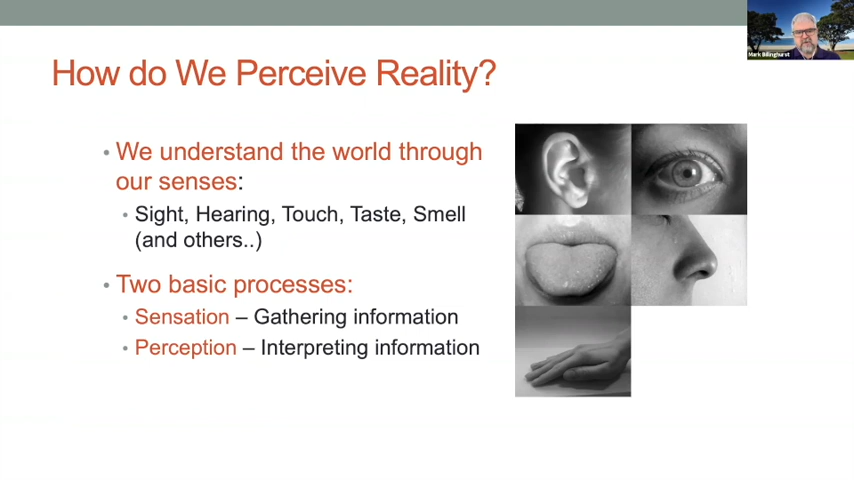 How do We Perceive Reality?
• We understand the world through
our senses:
• Sight, Hearing, Touch, Taste, Smell
(and others..)
• Two basic processes:
• Sensation – Gathering information
• Perception – Interpreting information
Mark Billinghurst